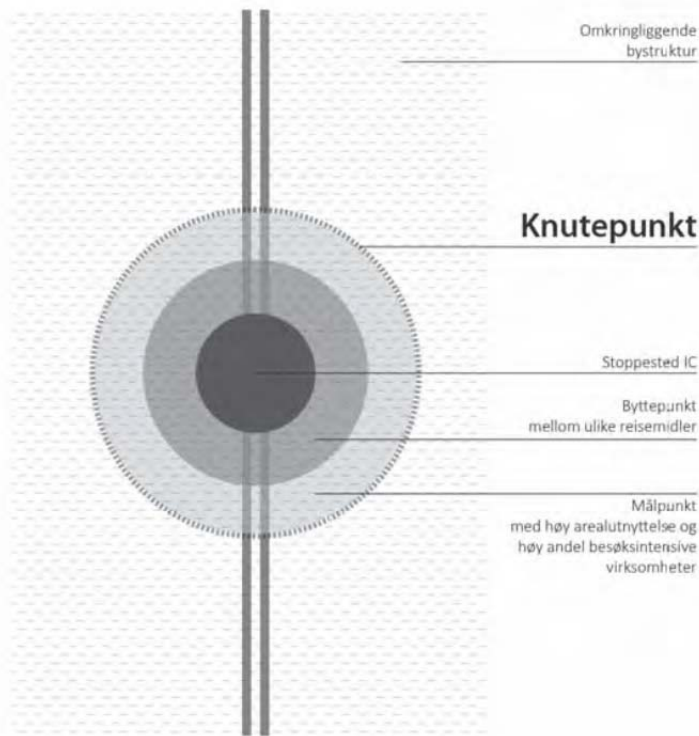 Omkringliggende
bystruktur
Knutepunkt
Stoppested IC
Byttepunkt
mellom ulike reisemidler
Målpunkt
med høy arealutnyttelse og
høy andel besøksintensive
virksomheter